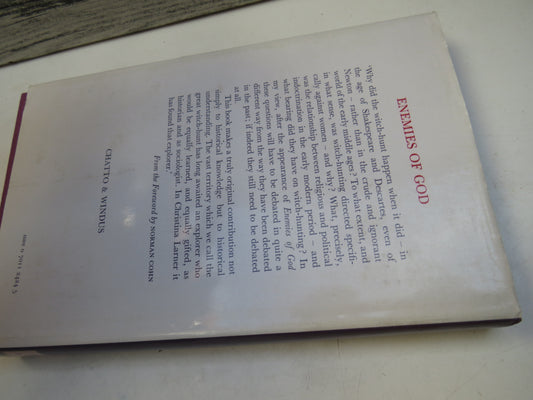 ENEMIES OF GOD
'Why did the witch-hunt happen when it did – in
the age of Shakespeare and Descartes, even of
Newton – rather than in the crude and ignorant
world of the early middle ages? To what extent, and
in what sense, was witch-hunting directed specifi-
cally against women – and why? What, precisely,
was the relationship between religious and political
indoctrination in the early modern period – and
what bearing did they have on witch-hunting? In
my view, after the appearance of Enemies of God
these questions will have to be debated in quite a
different way from the way they have been debated
in the past; if indeed they still need to be debated
at all.
This book makes a truly original contribution not
simply to historical knowledge but to historical
understanding. The vast territory which we call the
great witch-hunt has long awaited an explorer who
would be equally learned, and equally gifted, as
historian and as sociologist. In Christina Larner it
has found that explorer.'
From the Foreword by NORMAN COHN
CHATTO & WINDUS
ISBN 0 7011 2424 5